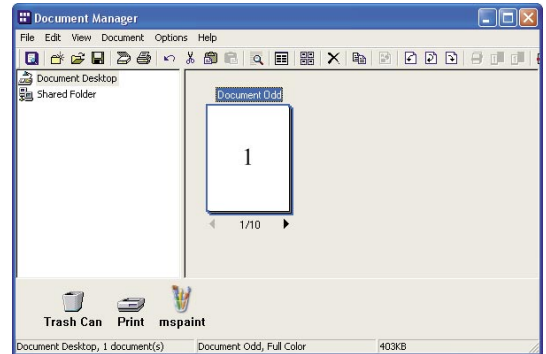 Document Manager
File Edit View Document Options Help
Document Desktop
Shared Folder
Document Odd
1
1/10
Trash Can Print mspaint
Document Desktop, 1 document(s) Document Odd, Full Color 403KB